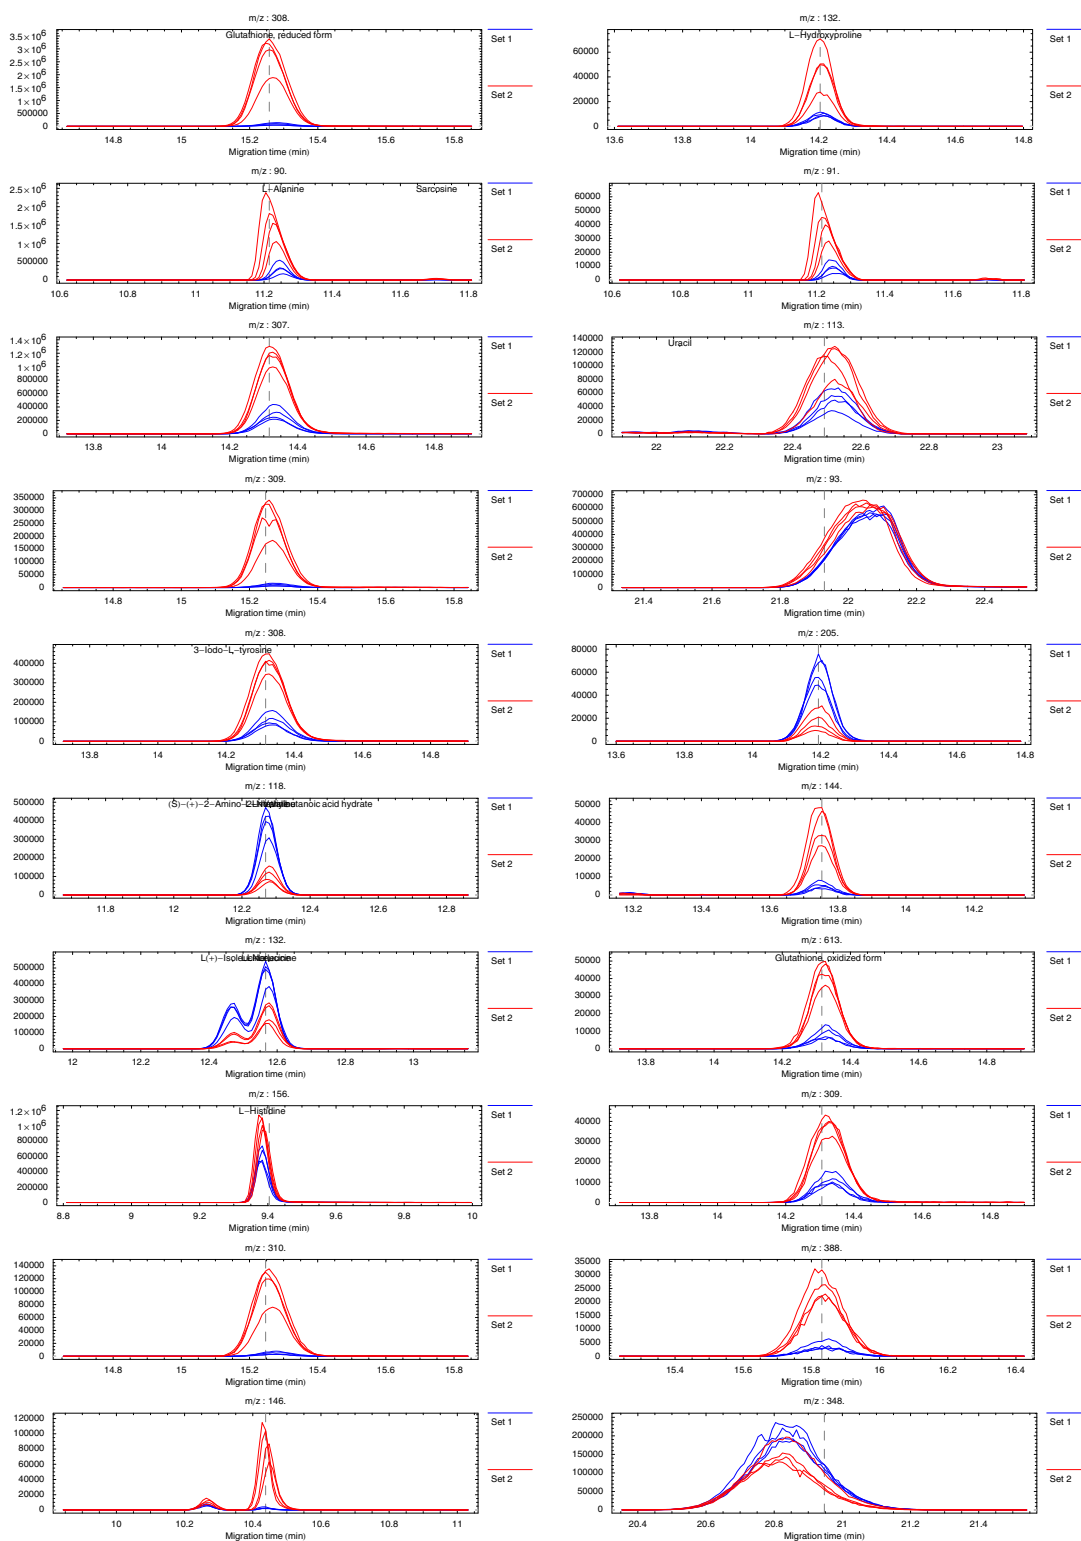 m/z : 308.
Glutathione, reduced form
3.5×10^6
3×10^6
2.5×10^6
2×10^6
1.5×10^6
1×10^6
500000
0
14.8 15 15.2 15.4 15.6 15.8
Migration time (min)
Set 1
Set 2
m/z : 132.
L−Hydroxyproline
60000
40000
20000
0
13.6 13.8 14 14.2 14.4 14.6 14.8
Migration time (min)
Set 1
Set 2
m/z : 90.
L−Alanine Sarcosine
2.5×10^6
2×10^6
1.5×10^6
1×10^6
500000
0
10.6 10.8 11 11.2 11.4 11.6 11.8
Migration time (min)
Set 1
Set 2
m/z : 91.
60000
50000
40000
30000
20000
10000
0
10.6 10.8 11 11.2 11.4 11.6 11.8
Migration time (min)
Set 1
Set 2
m/z : 307.
1.4×10^6
1.2×10^6
1×10^6
800000
600000
400000
200000
0
13.8 14 14.2 14.4 14.6 14.8
Migration time (min)
Set 1
Set 2
m/z : 113.
Uracil
140000
120000
100000
80000
60000
40000
20000
0
22 22.2 22.4 22.6 22.8 23
Migration time (min)
Set 1
Set 2
m/z : 309.
350000
300000
250000
200000
150000
100000
50000
0
14.8 15 15.2 15.4 15.6 15.8
Migration time (min)
Set 1
Set 2
m/z : 93.
700000
600000
500000
400000
300000
200000
100000
0
21.4 21.6 21.8 22 22.2 22.4
Migration time (min)
Set 1
Set 2
m/z : 308.
3−Iodo−L−tyrosine
400000
300000
200000
100000
0
13.8 14 14.2 14.4 14.6 14.8
Migration time (min)
Set 1
Set 2
m/z : 205.
80000
60000
40000
20000
0
13.6 13.8 14 14.2 14.4 14.6 14.8
Migration time (min)
Set 1
Set 2
m/z : 118.
(S)−(+)−2−Amino− acid hydrate
500000
400000
300000
200000
100000
0
11.8 12 12.2 12.4 12.6 12.8
Migration time (min)
Set 1
Set 2
m/z : 144.
50000
40000
30000
20000
10000
0
13.2 13.4 13.6 13.8 14 14.2
Migration time (min)
Set 1
Set 2
m/z : 132.
500000
400000
300000
200000
100000
0
12 12.2 12.4 12.6 12.8 13
Migration time (min)
Set 1
Set 2
m/z : 613.
Glutathione, oxidized form
50000
40000
30000
20000
10000
0
13.8 14 14.2 14.4 14.6 14.8
Migration time (min)
Set 1
Set 2
m/z : 156.
L−Histidine
1.2×10^6
1×10^6
800000
600000
400000
200000
0
8.8 9 9.2 9.4 9.6 9.8 10
Migration time (min)
Set 1
Set 2
m/z : 309.
40000
30000
20000
10000
0
13.8 14 14.2 14.4 14.6 14.8
Migration time (min)
Set 1
Set 2
m/z : 310.
140000
120000
100000
80000
60000
40000
20000
0
14.8 15 15.2 15.4 15.6 15.8
Migration time (min)
Set 1
Set 2
m/z : 388.
35000
30000
25000
20000
15000
10000
5000
0
15.4 15.6 15.8 16 16.2 16.4
Migration time (min)
Set 1
Set 2
m/z : 146.
120000
100000
80000
60000
40000
20000
0
10 10.2 10.4 10.6 10.8 11
Migration time (min)
Set 1
Set 2
m/z : 348.
250000
200000
150000
100000
50000
0
20.4 20.6 20.8 21 21.2 21.4
Migration time (min)
Set 1
Set 2